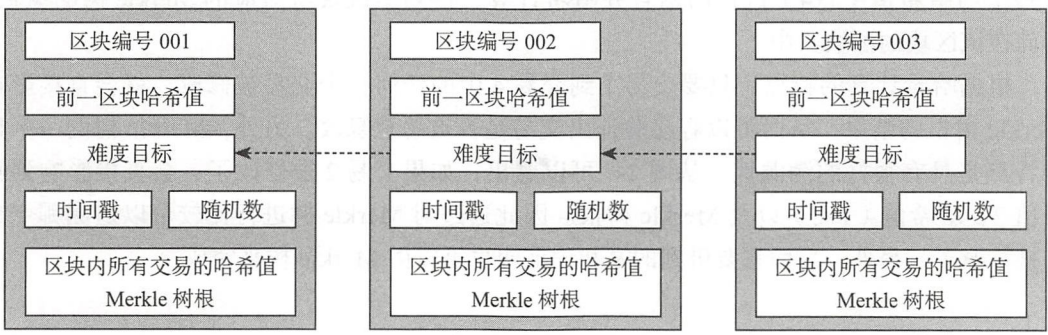 区块编号 001
前一区块哈希值
难度目标
时间戳
随机数
区块内所有交易的哈希值
Merkle 树根
区块编号 002
前一区块哈希值
难度目标
时间戳
随机数
区块内所有交易的哈希值
Merkle 树根
区块编号 003
前一区块哈希值
难度目标
时间戳
随机数
区块内所有交易的哈希值
Merkle 树根